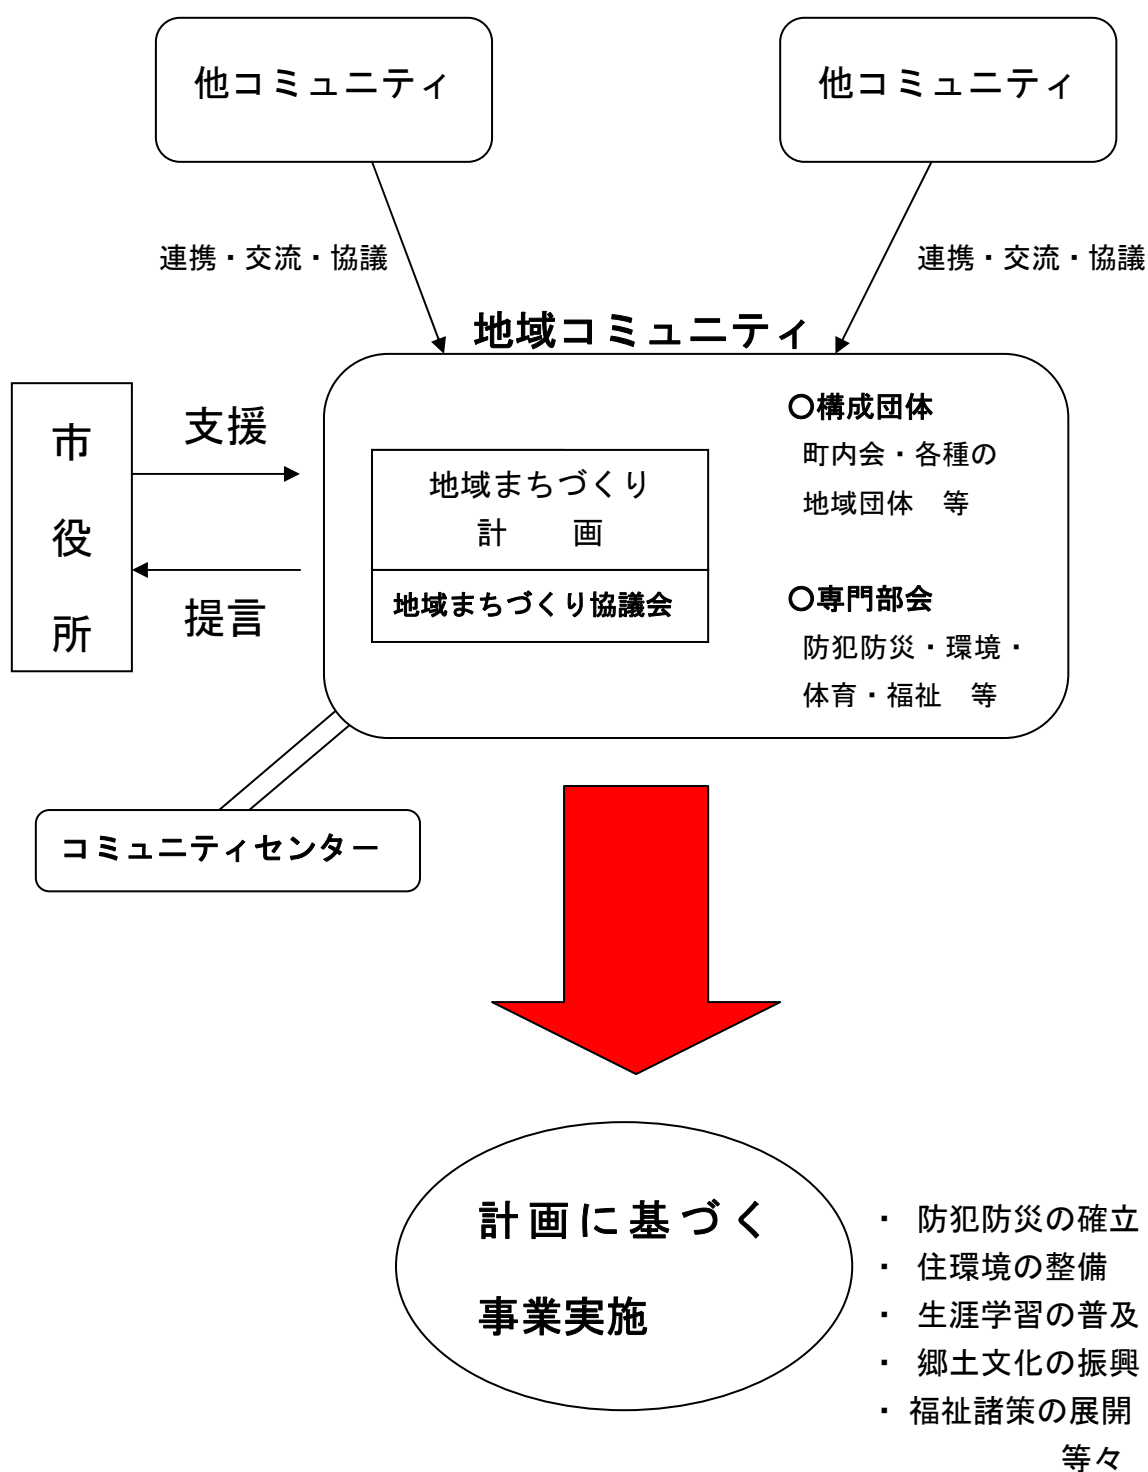 他コミュニティ
他コミュニティ
連携・交流・協議
連携・交流・協議
地域コミュニティ
市役所
支援
提言
地域まちづくり
計　画
地域まちづくり協議会
○構成団体
町内会・各種の
地域団体　等
○専門部会
防犯防災・環境・
体育・福祉　等
コミュニティセンター
計画に基づく
事業実施
・ 防犯防災の確立
・ 住環境の整備
・ 生涯学習の普及
・ 郷土文化の振興
・ 福祉諸策の展開
等々